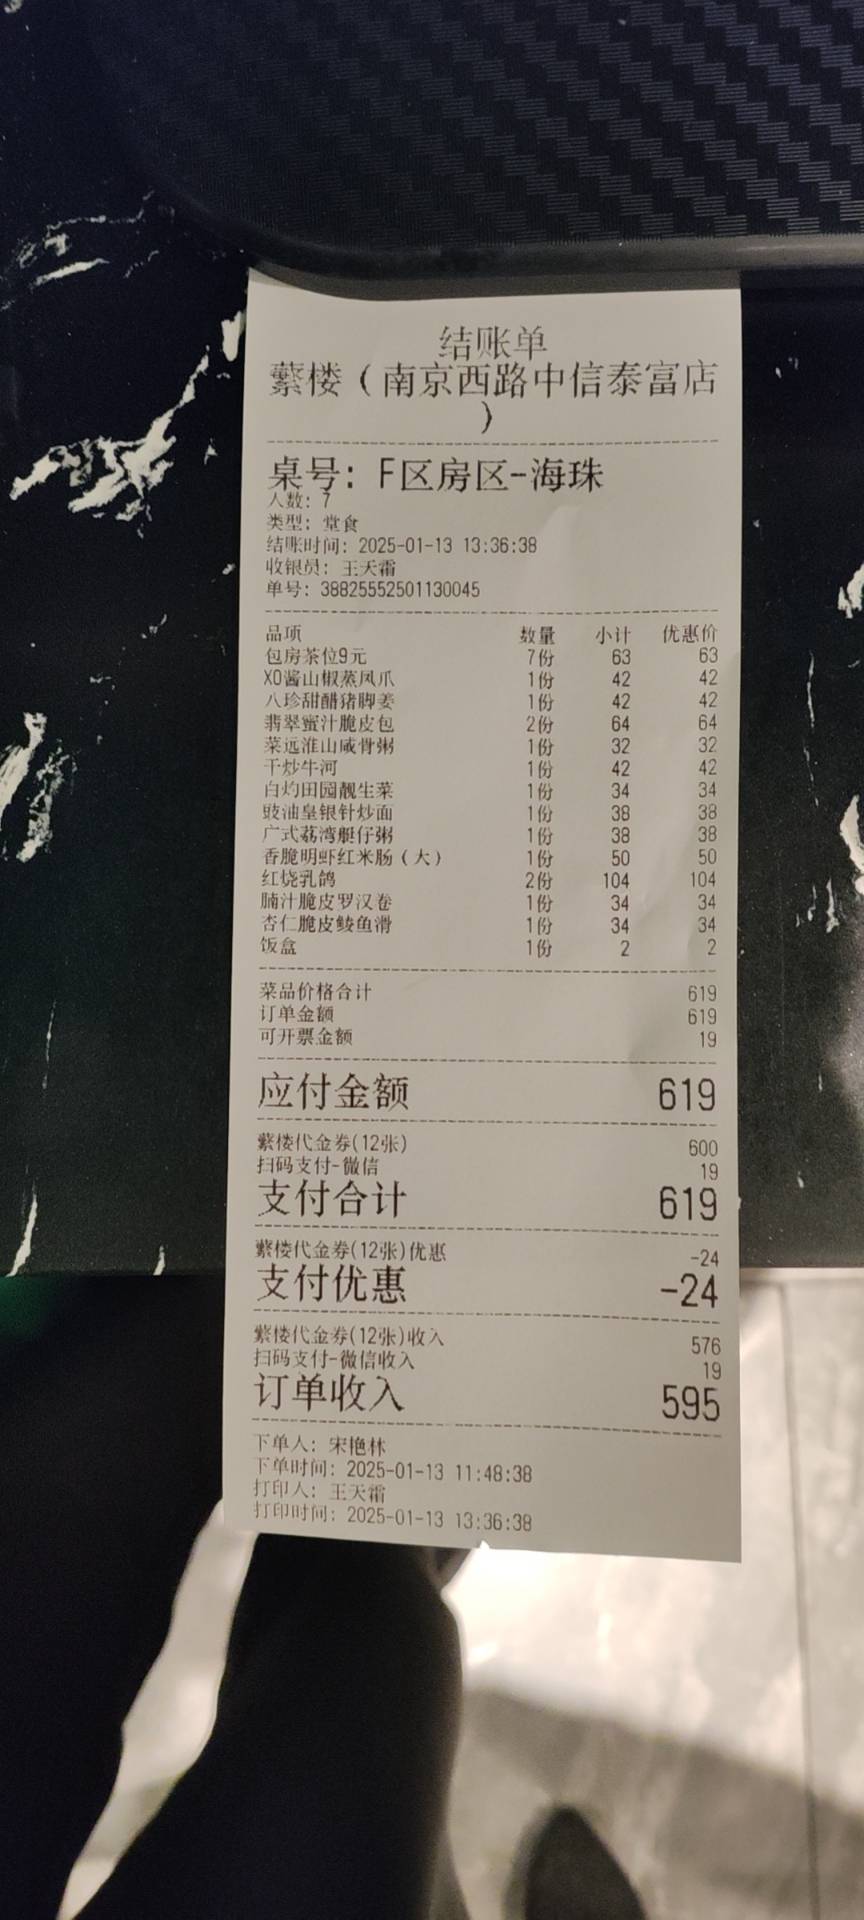 结账单
蘩楼（南京西路中信泰富店
）
桌号：F区房区-海珠
人数：7
类型：堂食
结账时间：2025-01-13 13:36:38
收银员：王天霜
单号：38825552501130045
品项 数量 小计 优惠价
包房茶位9元 7份 63 63
XO酱山椒蒸凤爪 1份 42 42
八珍甜醋猪脚姜 1份 42 42
翡翠蜜汁脆皮包 2份 64 64
菜远淮山咸骨粥 1份 32 32
干炒牛河 1份 42 42
白灼田园靓生菜 1份 34 34
豉油皇银针炒面 1份 38 38
广式荔湾艇仔粥 1份 38 38
香脆明虾红米肠（大） 1份 50 50
红烧乳鸽 2份 104 104
腩汁脆皮罗汉卷 1份 34 34
杏仁脆皮鲮鱼滑 1份 34 34
饭盒 1份 2 2
菜品价格合计 619
订单金额 619
可开票金额 19
应付金额 619
蘩楼代金券(12张) 600
扫码支付-微信 19
支付合计 619
蘩楼代金券(12张)优惠 -24
支付优惠 -24
蘩楼代金券(12张)收入 576
扫码支付-微信收入 19
订单收入 595
下单人：宋艳林
下单时间：2025-01-13 11:48:38
打印人：王天霜
打印时间：2025-01-13 13:36:38